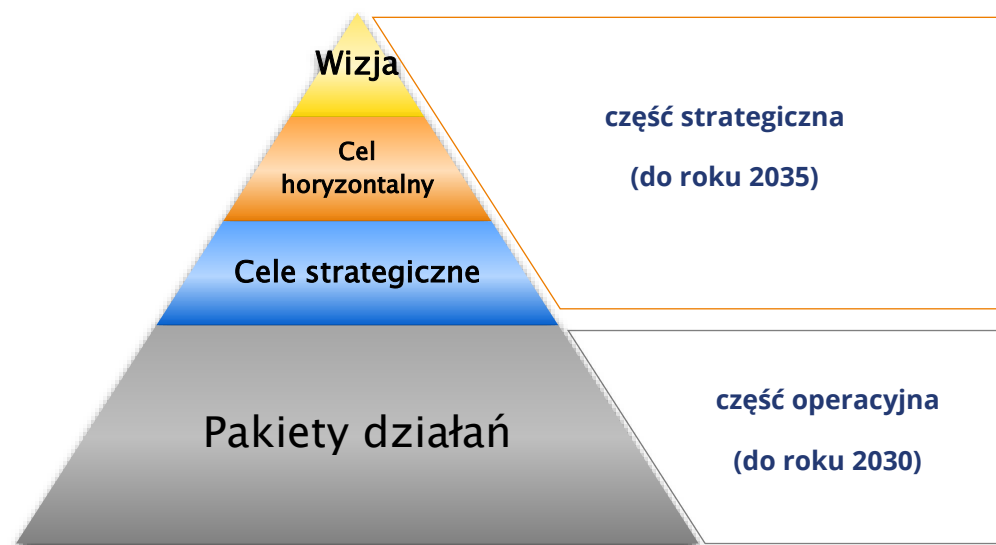 Wizja
Cel
horyzontalny
Cele strategiczne
Pakiety działań
część strategiczna
(do roku 2035)
część operacyjna
(do roku 2030)